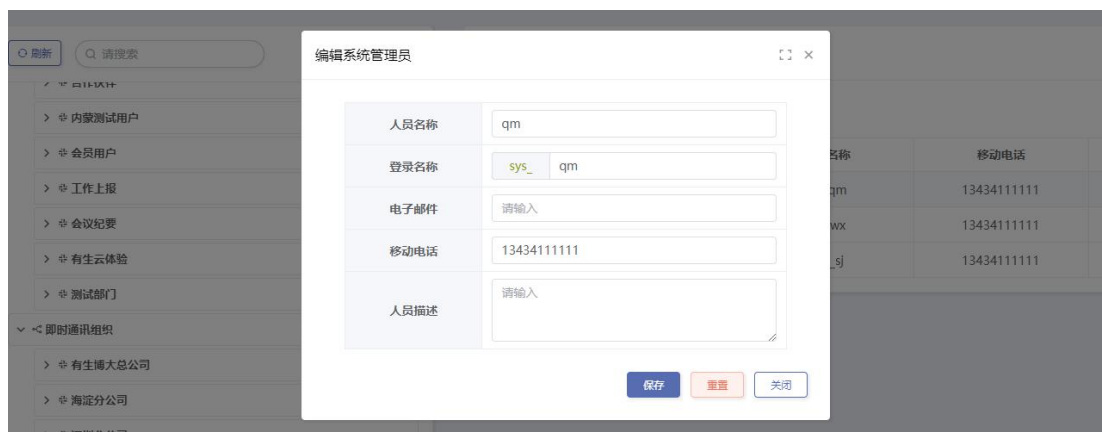 刷新
请搜索
合作伙伴
内蒙测试用户
会员用户
工作上报
会议纪要
有生云体验
测试部门
即时通讯组织
有生博大总公司
海淀分公司
编辑系统管理员
人员名称 qm
登录名称 sys_ qm
电子邮件 请输入
移动电话 13434111111
人员描述 请输入
保存 重置 关闭
名称 移动电话
qm 13434111111
wx 13434111111
_sj 13434111111